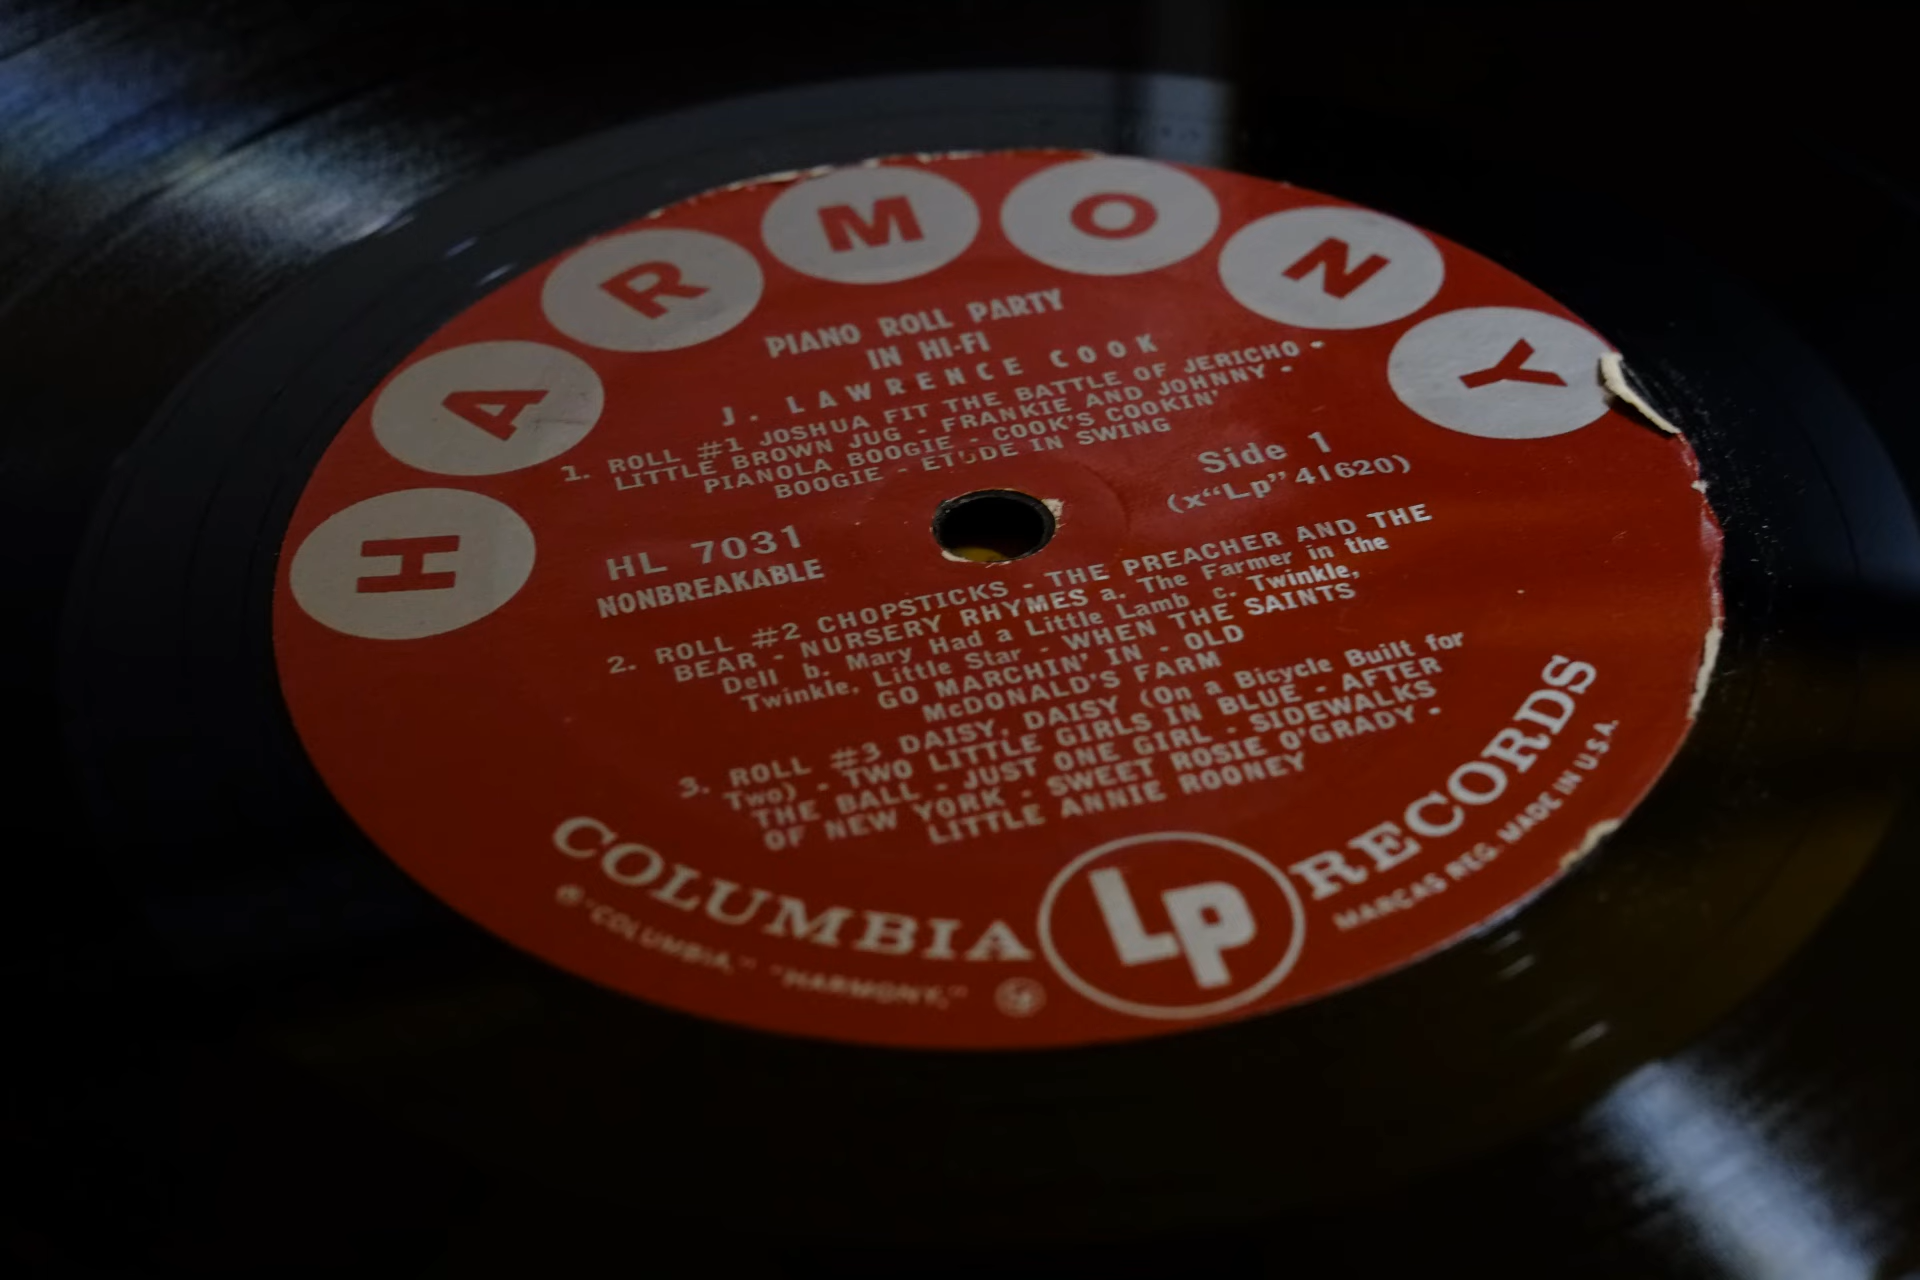 HARMONY
PIANO ROLL PARTY
IN HI-FI
J. LAWRENCE COOK
1. ROLL #1 JOSHUA FIT THE BATTLE OF JERICHO -
LITTLE BROWN JUG - FRANKIE AND JOHNNY -
PIANOLA BOOGIE - COOK'S COOKIN'
BOOGIE - ETUDE IN SWING
Side 1
(x“Lp” 41620)
HL 7031
NONBREAKABLE
2. ROLL #2 CHOPSTICKS - THE PREACHER AND THE
BEAR - NURSERY RHYMES a. The Farmer in the
Dell b. Mary Had a Little Lamb c. Twinkle,
Twinkle, Little Star - WHEN THE SAINTS
GO MARCHIN' IN - OLD
McDONALD'S FARM
3. ROLL #3 DAISY, DAISY (On a Bicycle Built for
Two) - TWO LITTLE GIRLS IN BLUE - AFTER
THE BALL - JUST ONE GIRL - SIDEWALKS
OF NEW YORK - SWEET ROSIE O'GRADY -
LITTLE ANNIE ROONEY
COLUMBIA LP RECORDS
® "COLUMBIA," "HARMONY," MARCAS REG. MADE IN U.S.A.